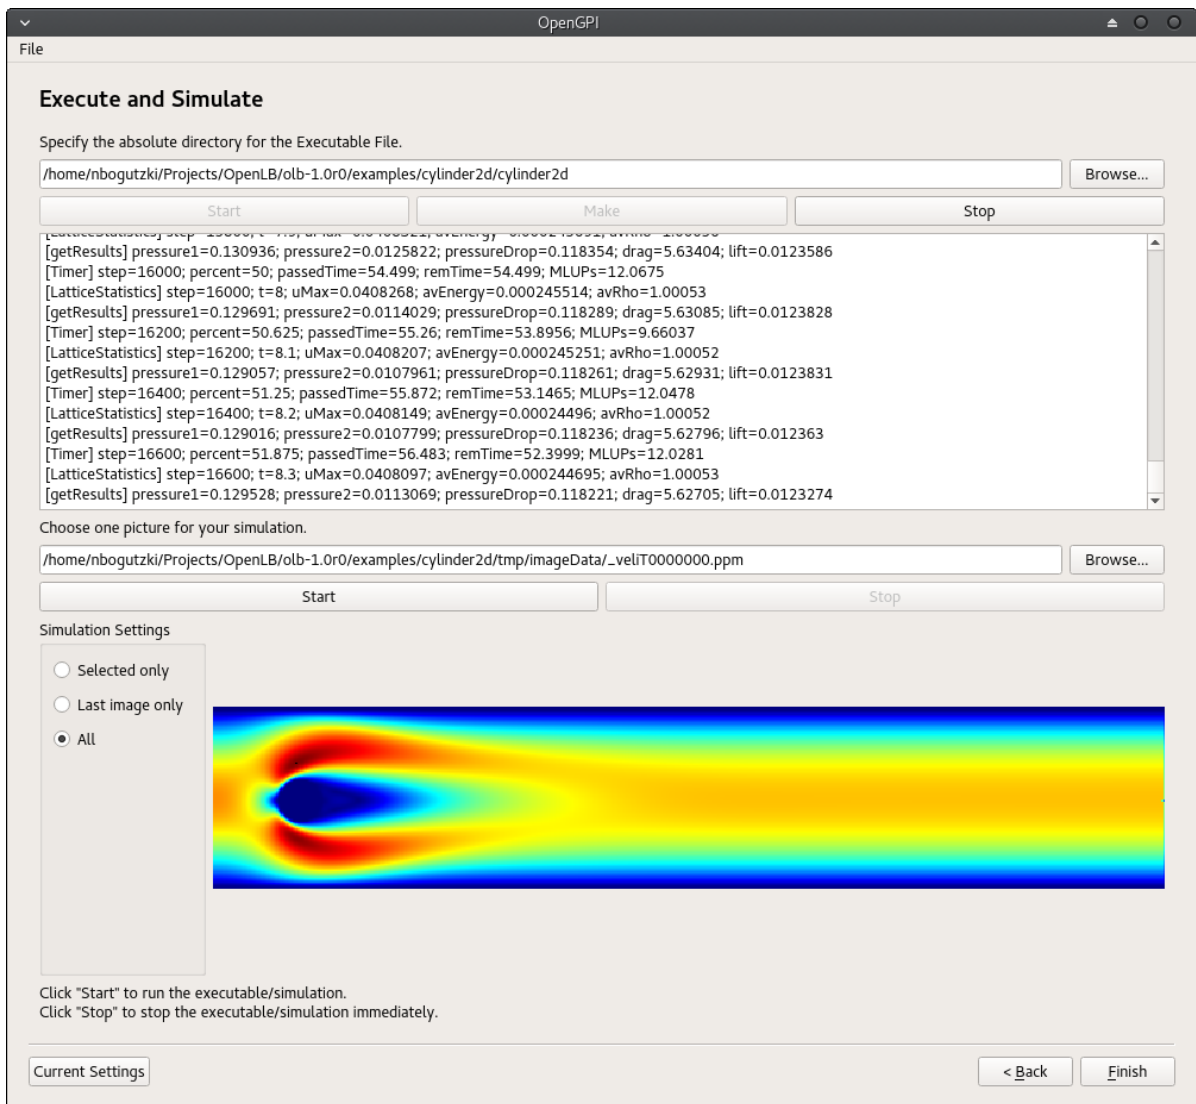 OpenGPI
File
Execute and Simulate
Specify the absolute directory for the Executable File.
/home/nbogutzki/Projects/OpenLB/olb-1.0r0/examples/cylinder2d/cylinder2d
Browse...
Start Make Stop
[getResults] pressure1=0.130936; pressure2=0.0125822; pressureDrop=0.118354; drag=5.63404; lift=0.0123586
[Timer] step=16000; percent=50; passedTime=54.499; remTime=54.499; MLUPs=12.0675
[LatticeStatistics] step=16000; t=8; uMax=0.0408268; avEnergy=0.000245514; avRho=1.00053
[getResults] pressure1=0.129691; pressure2=0.0114029; pressureDrop=0.118289; drag=5.63085; lift=0.0123828
[Timer] step=16200; percent=50.625; passedTime=55.26; remTime=53.8956; MLUPs=9.66037
[LatticeStatistics] step=16200; t=8.1; uMax=0.0408207; avEnergy=0.000245251; avRho=1.00052
[getResults] pressure1=0.129057; pressure2=0.0107961; pressureDrop=0.118261; drag=5.62931; lift=0.0123831
[Timer] step=16400; percent=51.25; passedTime=55.872; remTime=53.1465; MLUPs=12.0478
[LatticeStatistics] step=16400; t=8.2; uMax=0.0408149; avEnergy=0.00024496; avRho=1.00052
[getResults] pressure1=0.129016; pressure2=0.0107799; pressureDrop=0.118236; drag=5.62796; lift=0.012363
[Timer] step=16600; percent=51.875; passedTime=56.483; remTime=52.3999; MLUPs=12.0281
[LatticeStatistics] step=16600; t=8.3; uMax=0.0408097; avEnergy=0.000244695; avRho=1.00053
[getResults] pressure1=0.129528; pressure2=0.0113069; pressureDrop=0.118221; drag=5.62705; lift=0.0123274
Choose one picture for your simulation.
/home/nbogutzki/Projects/OpenLB/olb-1.0r0/examples/cylinder2d/tmp/imageData/_veliT0000000.ppm
Browse...
Start Stop
Simulation Settings
Selected only
Last image only
All
Click "Start" to run the executable/simulation.
Click "Stop" to stop the executable/simulation immediately.
Current Settings
< Back
Finish